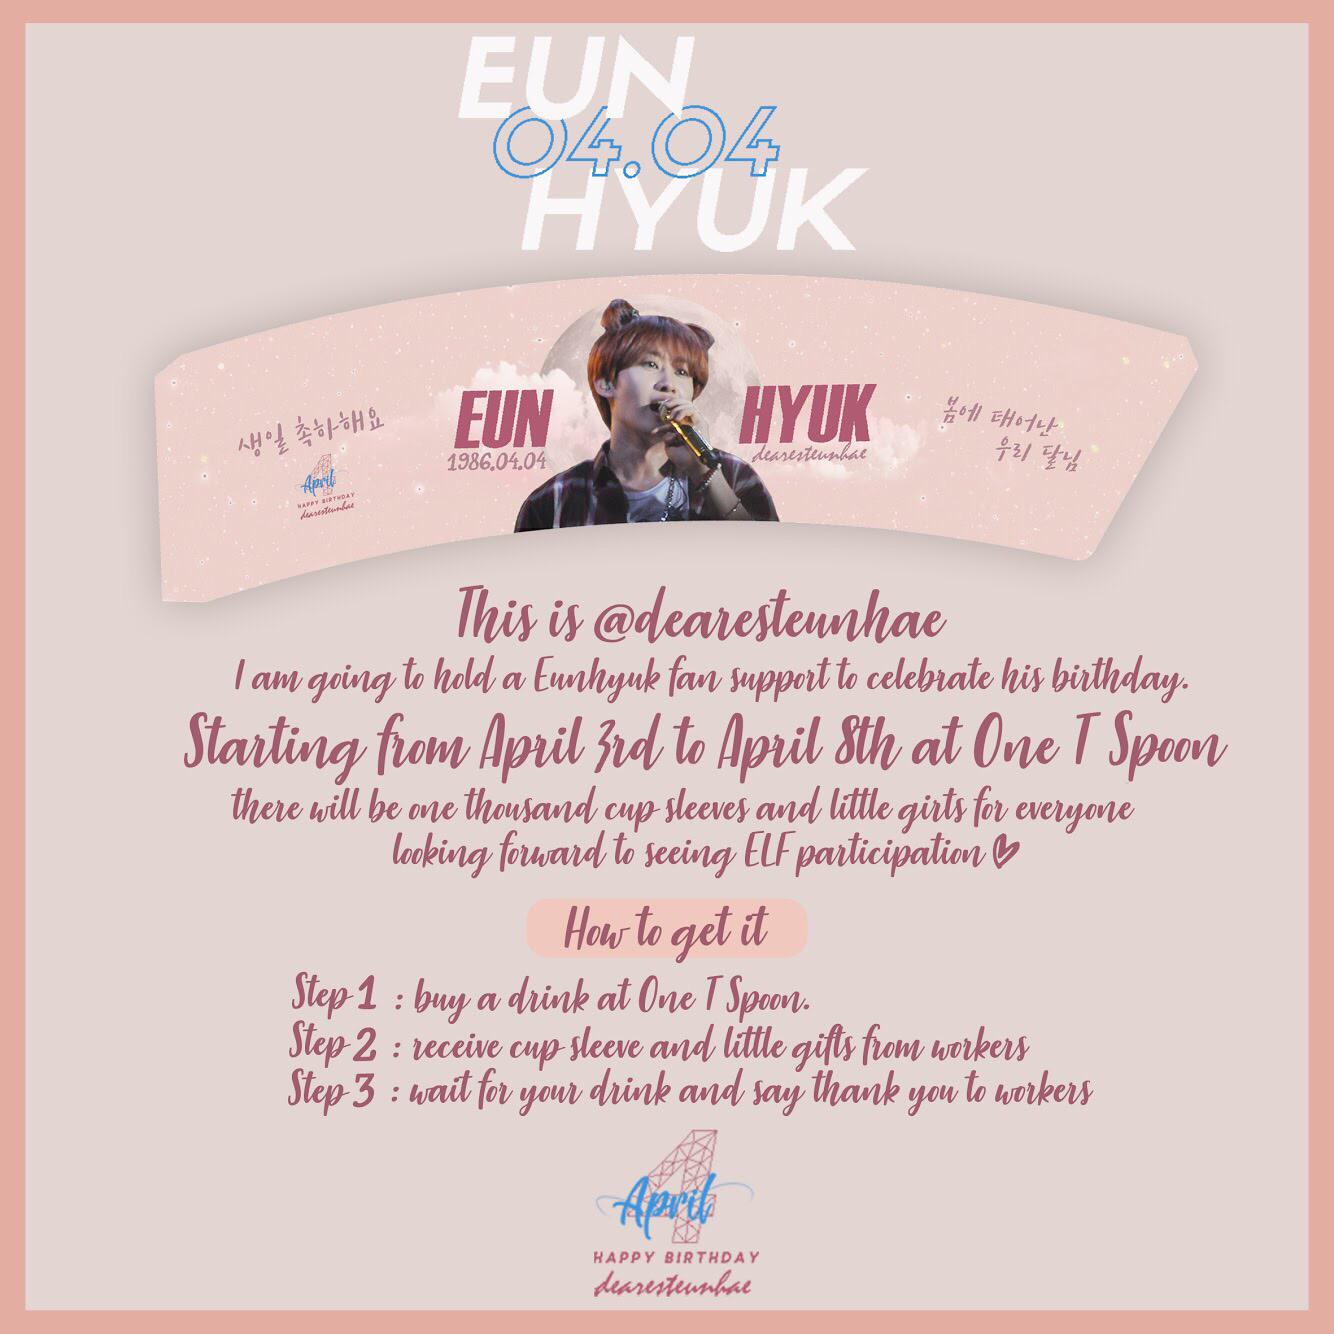 EUN
04.04
HYUK
생일 축하해요
4
April
HAPPY BIRTHDAY
dearesteunhae
EUN
1986.04.04
HYUK
dearesteunhae
봄에 태어난
우리 달님
This is @dearesteunhae
I am going to hold a Eunhyuk fan support to celebrate his birthday.
Starting from April 3rd to April 8th at One T Spoon
there will be one thousand cup sleeves and little girts for everyone
looking forward to seeing ELF participation ♡
How to get it
Step 1 : buy a drink at One T Spoon.
Step 2 : receive cup sleeve and little gifts from workers
Step 3 : wait for your drink and say thank you to workers
4
April
HAPPY BIRTHDAY
dearesteunhae